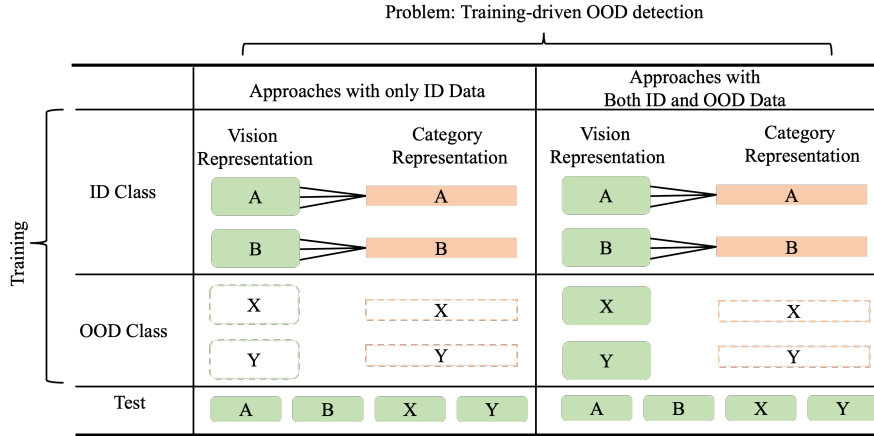 Problem: Training-driven OOD detection
Approaches with only ID Data
Approaches with
Both ID and OOD Data
Training
ID Class
Vision
Representation
Category
Representation
Vision
Representation
Category
Representation
A A A A
B B B B
OOD Class
X X X X
Y Y Y Y
Test A B X Y A B X Y